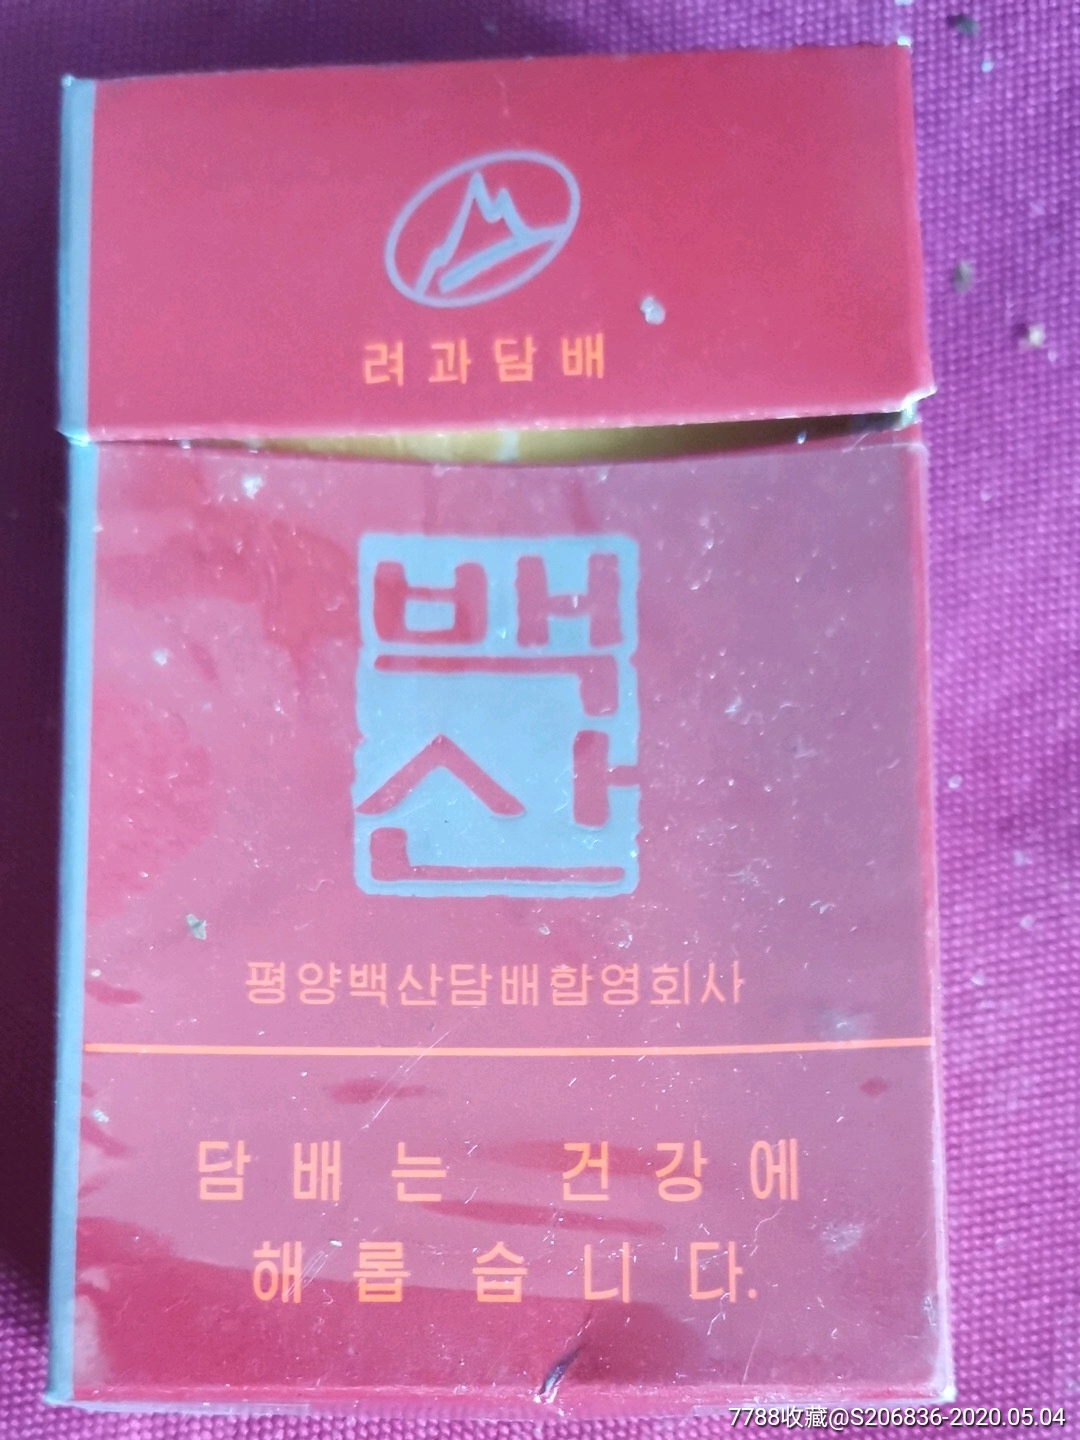 려과담배
백
산
평양백산담배합영회사
담배는 건강에
해롭습니다.
7788收藏@S206836-2020.05.04